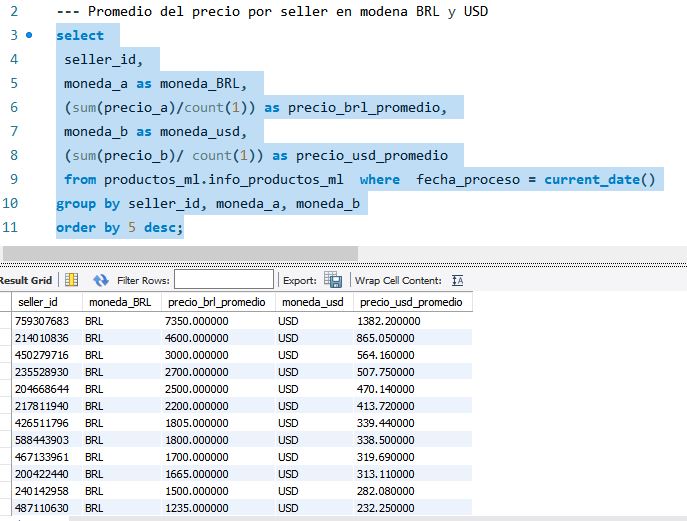 2 --- Promedio del precio por seller en modena BRL y USD
3 select
4 seller_id,
5 moneda_a as moneda_BRL,
6 (sum(precio_a)/count(1)) as precio_brl_promedio,
7 moneda_b as moneda_usd,
8 (sum(precio_b)/ count(1)) as precio_usd_promedio
9 from productos_ml.info_productos_ml where fecha_proceso = current_date()
10 group by seller_id, moneda_a, moneda_b
11 order by 5 desc;
Result Grid Filter Rows: Export: Wrap Cell Content:
seller_id moneda_BRL precio_brl_promedio moneda_usd precio_usd_promedio
759307683 BRL 7350.000000 USD 1382.200000
214010836 BRL 4600.000000 USD 865.050000
450279716 BRL 3000.000000 USD 564.160000
235528930 BRL 2700.000000 USD 507.750000
204668644 BRL 2500.000000 USD 470.140000
217811940 BRL 2200.000000 USD 413.720000
426511796 BRL 1805.000000 USD 339.440000
588443903 BRL 1800.000000 USD 338.500000
467133961 BRL 1700.000000 USD 319.690000
200422440 BRL 1665.000000 USD 313.110000
240142958 BRL 1500.000000 USD 282.080000
487110630 BRL 1235.000000 USD 232.250000